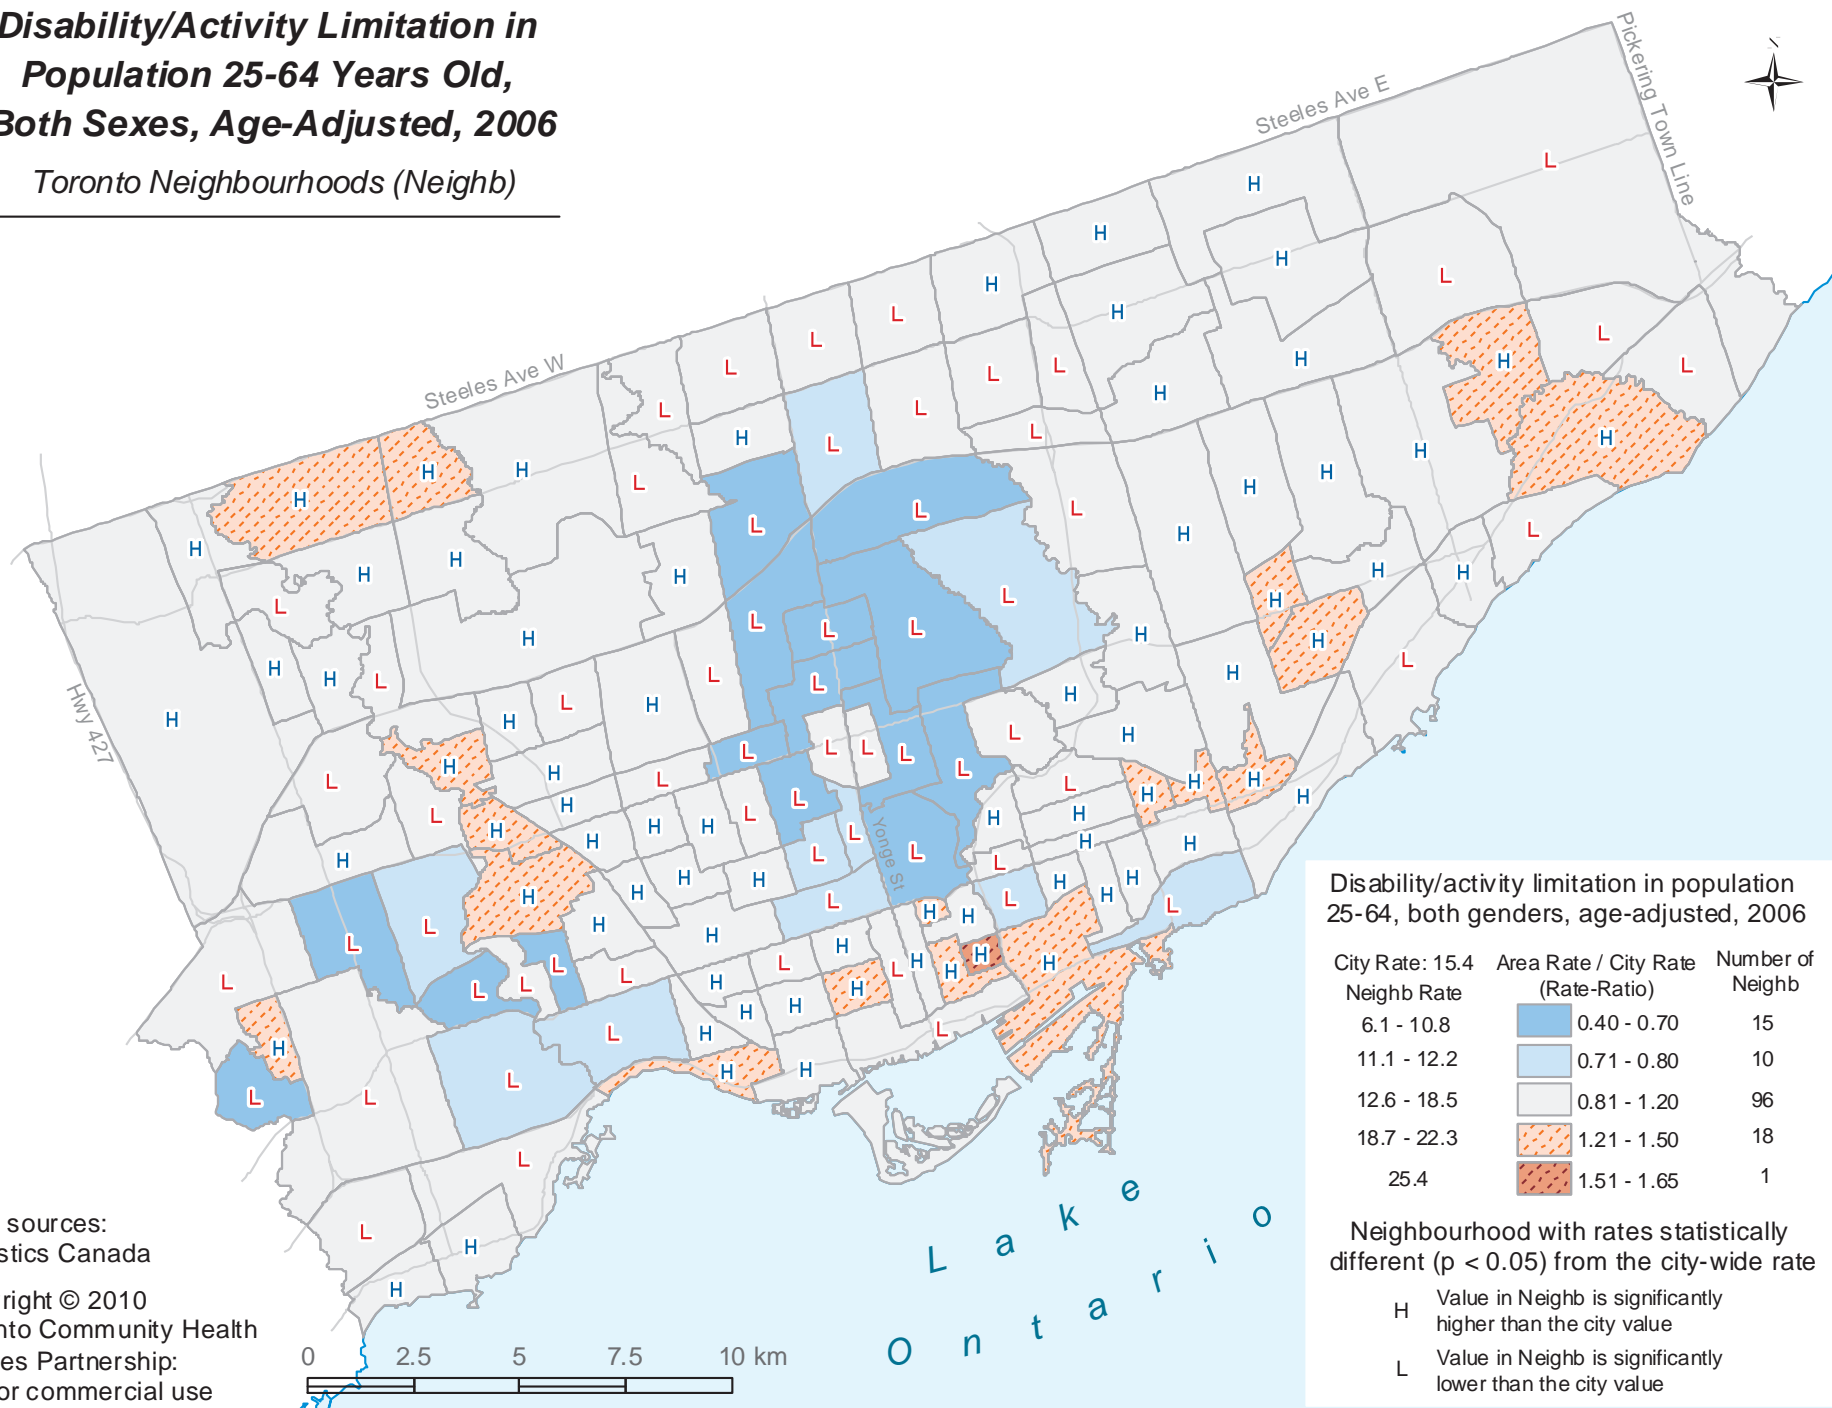 Disability/Activity Limitation in
Population 25-64 Years Old,
Both Sexes, Age-Adjusted, 2006
Toronto Neighbourhoods (Neighb)
Steeles Ave E
Pickering Town Line
N
Steeles Ave W
Hwy 427
Yonge St
Lake
Ontario
Disability/activity limitation in population
25-64, both genders, age-adjusted, 2006
City Rate: 15.4 Area Rate / City Rate Number of
Neighb Rate (Rate-Ratio) Neighb
6.1 - 10.8 0.40 - 0.70 15
11.1 - 12.2 0.71 - 0.80 10
12.6 - 18.5 0.81 - 1.20 96
18.7 - 22.3 1.21 - 1.50 18
25.4 1.51 - 1.65 1
Neighbourhood with rates statistically
different (p < 0.05) from the city-wide rate
H Value in Neighb is significantly
higher than the city value
L Value in Neighb is significantly
lower than the city value
sources:
stics Canada
right © 2010
nto Community Health
es Partnership:
or commercial use
0 2.5 5 7.5 10 km